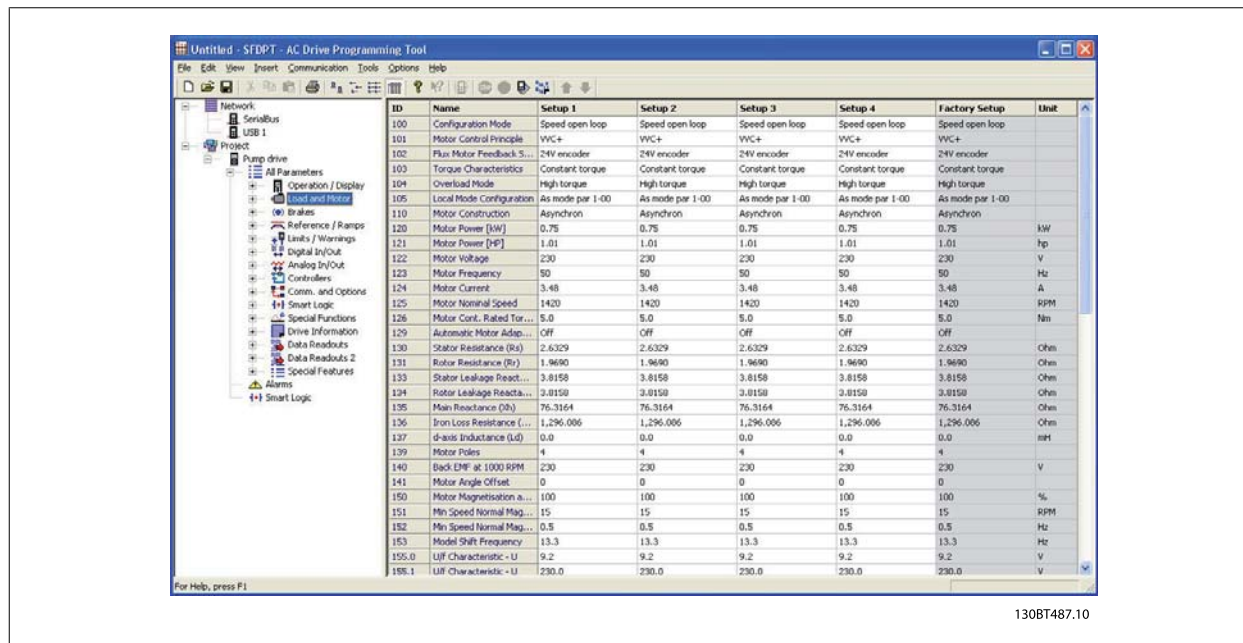 Untitled - SFDPT - AC Drive Programming Tool
File Edit View Insert Communication Tools Options Help
Network
SerialBus
USB 1
Project
Pump drive
All Parameters
Operation / Display
Load and Motor
Brakes
Reference / Ramps
Limits / Warnings
Digital In/Out
Analog In/Out
Controllers
Comm. and Options
Smart Logic
Special Functions
Drive Information
Data Readouts
Data Readouts 2
Special Features
Alarms
Smart Logic
ID Name Setup 1 Setup 2 Setup 3 Setup 4 Factory Setup Unit
100 Configuration Mode Speed open loop Speed open loop Speed open loop Speed open loop Speed open loop
101 Motor Control Principle VVC+ VVC+ VVC+ VVC+ VVC+
102 Flux Motor Feedback S... 24V encoder 24V encoder 24V encoder 24V encoder 24V encoder
103 Torque Characteristics Constant torque Constant torque Constant torque Constant torque Constant torque
104 Overload Mode High torque High torque High torque High torque High torque
105 Local Mode Configuration As mode par 1-00 As mode par 1-00 As mode par 1-00 As mode par 1-00 As mode par 1-00
110 Motor Construction Asynchron Asynchron Asynchron Asynchron Asynchron
120 Motor Power [kW] 0.75 0.75 0.75 0.75 0.75 kW
121 Motor Power [HP] 1.01 1.01 1.01 1.01 1.01 hp
122 Motor Voltage 230 230 230 230 230 V
123 Motor Frequency 50 50 50 50 50 Hz
124 Motor Current 3.48 3.48 3.48 3.48 3.48 A
125 Motor Nominal Speed 1420 1420 1420 1420 1420 RPM
126 Motor Cont. Rated Tor... 5.0 5.0 5.0 5.0 5.0 Nm
129 Automatic Motor Adap... Off Off Off Off Off
130 Stator Resistance (Rs) 2.6329 2.6329 2.6329 2.6329 2.6329 Ohm
131 Rotor Resistance (Rr) 1.9690 1.9690 1.9690 1.9690 1.9690 Ohm
133 Stator Leakage React... 3.8158 3.8158 3.8158 3.8158 3.8158 Ohm
134 Rotor Leakage Reacta... 3.8158 3.8158 3.8158 3.8158 3.8158 Ohm
135 Main Reactance (Xh) 76.3164 76.3164 76.3164 76.3164 76.3164 Ohm
136 Iron Loss Resistance (... 1,296.086 1,296.086 1,296.086 1,296.086 1,296.086 Ohm
137 d-axis Inductance (Ld) 0.0 0.0 0.0 0.0 0.0 mH
139 Motor Poles 4 4 4 4 4
140 Back EMF at 1000 RPM 230 230 230 230 230 V
141 Motor Angle Offset 0 0 0 0 0
150 Motor Magnetisation a... 100 100 100 100 100 %
151 Min Speed Normal Mag... 15 15 15 15 15 RPM
152 Min Speed Normal Mag... 0.5 0.5 0.5 0.5 0.5 Hz
153 Model Shift Frequency 13.3 13.3 13.3 13.3 13.3 Hz
155.0 U/f Characteristic - U 9.2 9.2 9.2 9.2 9.2 V
155.1 U/f Characteristic - U 230.0 230.0 230.0 230.0 230.0 V
For Help, press F1
130BT487.10